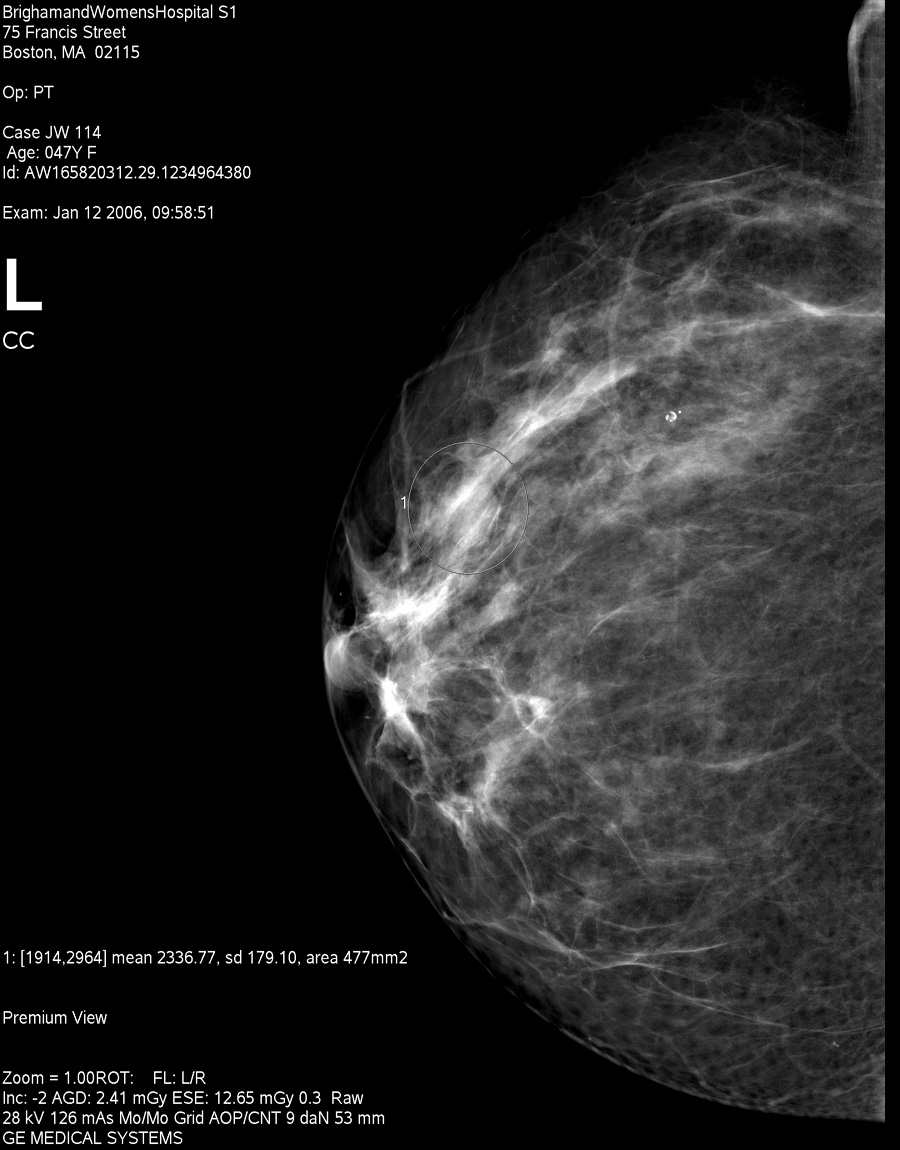 BrighamandWomensHospital S1
75 Francis Street
Boston, MA  02115
Op: PT
Case JW 114
Age: 047Y F
Id: AW165820312.29.1234964380
Exam: Jan 12 2006, 09:58:51
L
CC
1
1: [1914,2964] mean 2336.77, sd 179.10, area 477mm2
Premium View
Zoom = 1.00ROT:    FL: L/R
Inc: -2 AGD: 2.41 mGy ESE: 12.65 mGy 0.3  Raw
28 kV 126 mAs Mo/Mo Grid AOP/CNT 9 daN 53 mm
GE MEDICAL SYSTEMS